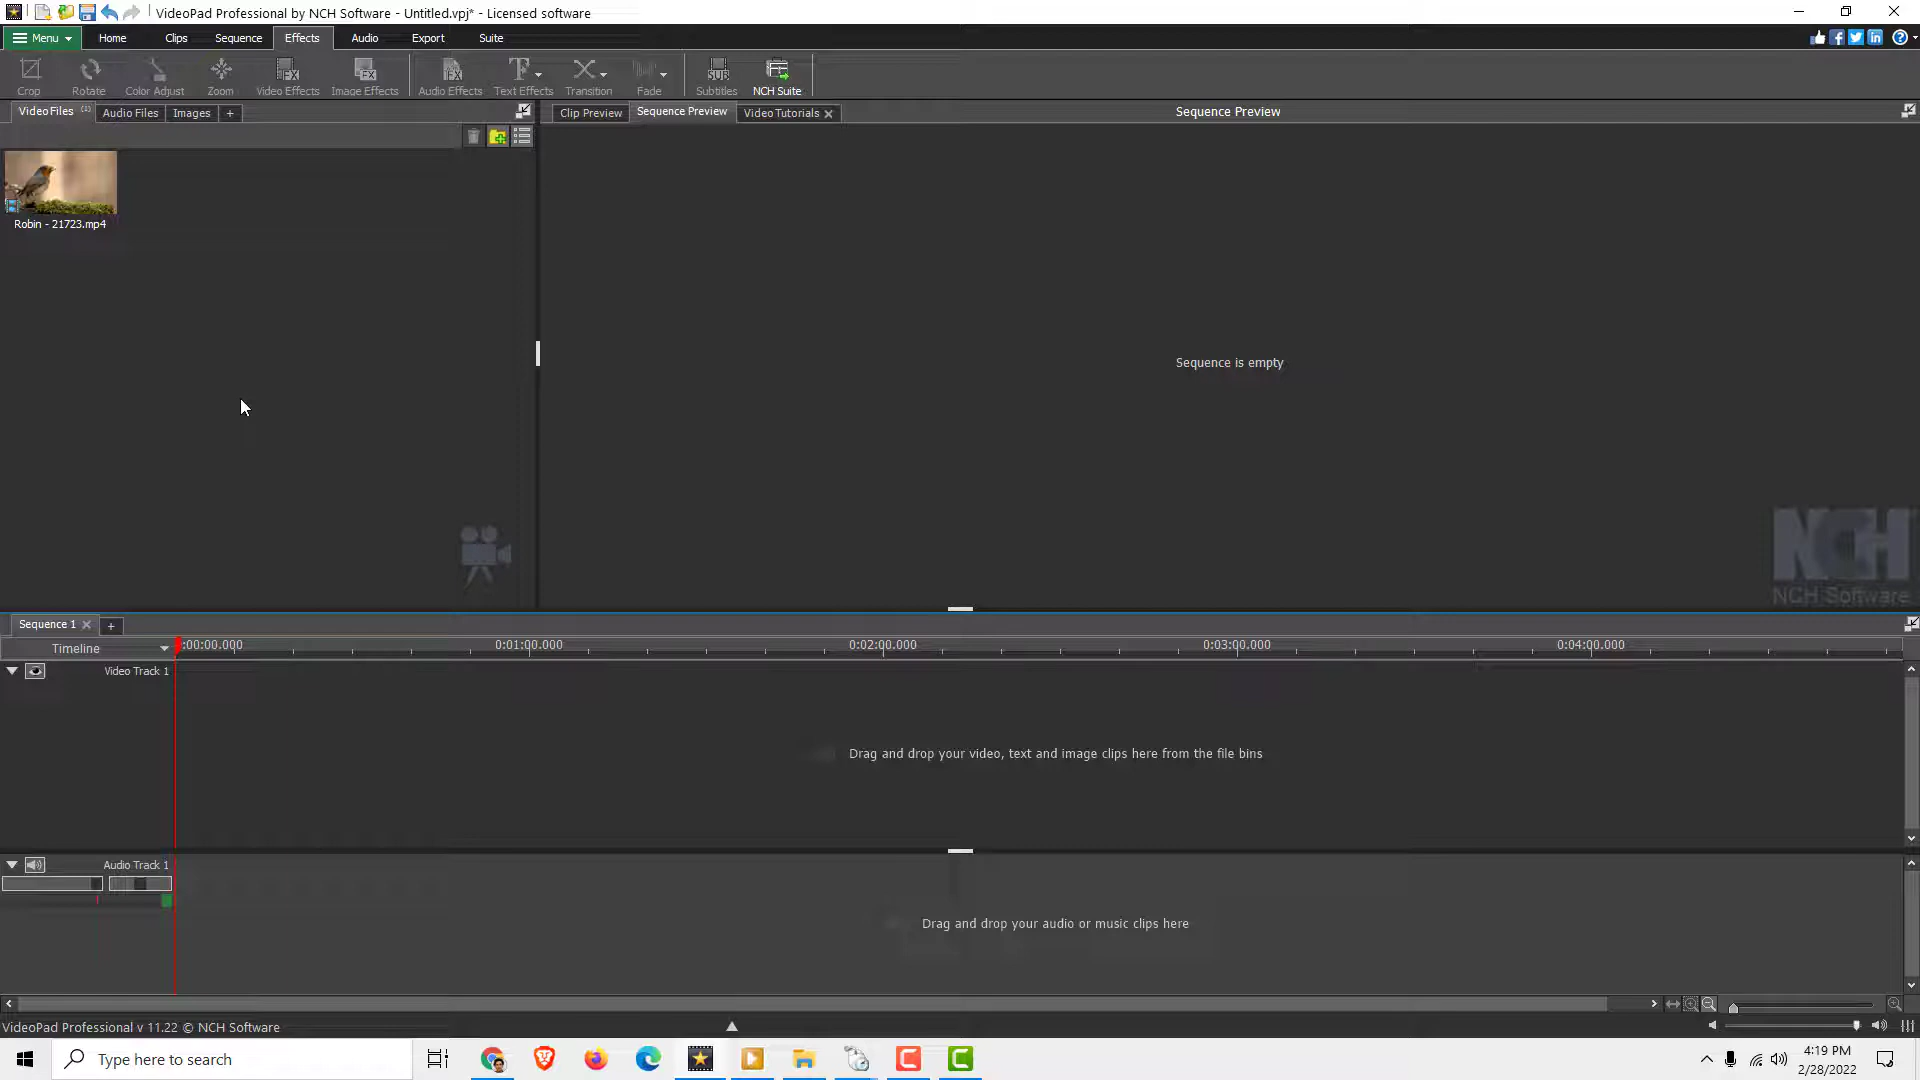 VideoPad Professional by NCH Software - Untitled.vpj* - Licensed software
Menu Home Clips Sequence Effects Audio Export Suite
Crop Rotate Color Adjust Zoom Video Effects Image Effects Audio Effects Text Effects Transition Fade Subtitles NCH Suite
Video Files (1) Audio Files Images + Clip Preview Sequence Preview Video Tutorials Sequence Preview
Robin - 21723.mp4
Sequence is empty
NCH
NCH Software
Sequence 1 +
Timeline :00:00.000 0:01:00.000 0:02:00.000 0:03:00.000 0:04:00.000
Video Track 1
Drag and drop your video, text and image clips here from the file bins
Audio Track 1
Drag and drop your audio or music clips here
VideoPad Professional v 11.22 © NCH Software
Type here to search
4:19 PM
2/28/2022